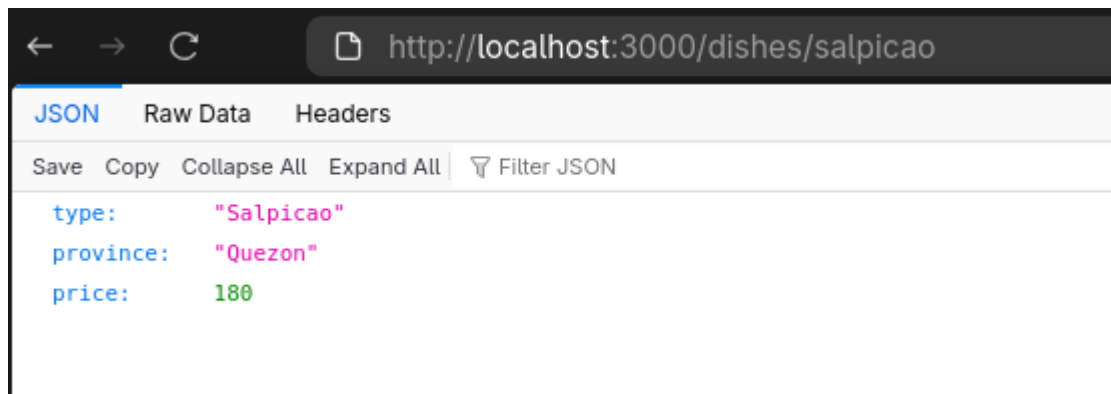 http://localhost:3000/dishes/salpicao
JSON Raw Data Headers
Save Copy Collapse All Expand All Filter JSON
type: "Salpicao"
province: "Quezon"
price: 180